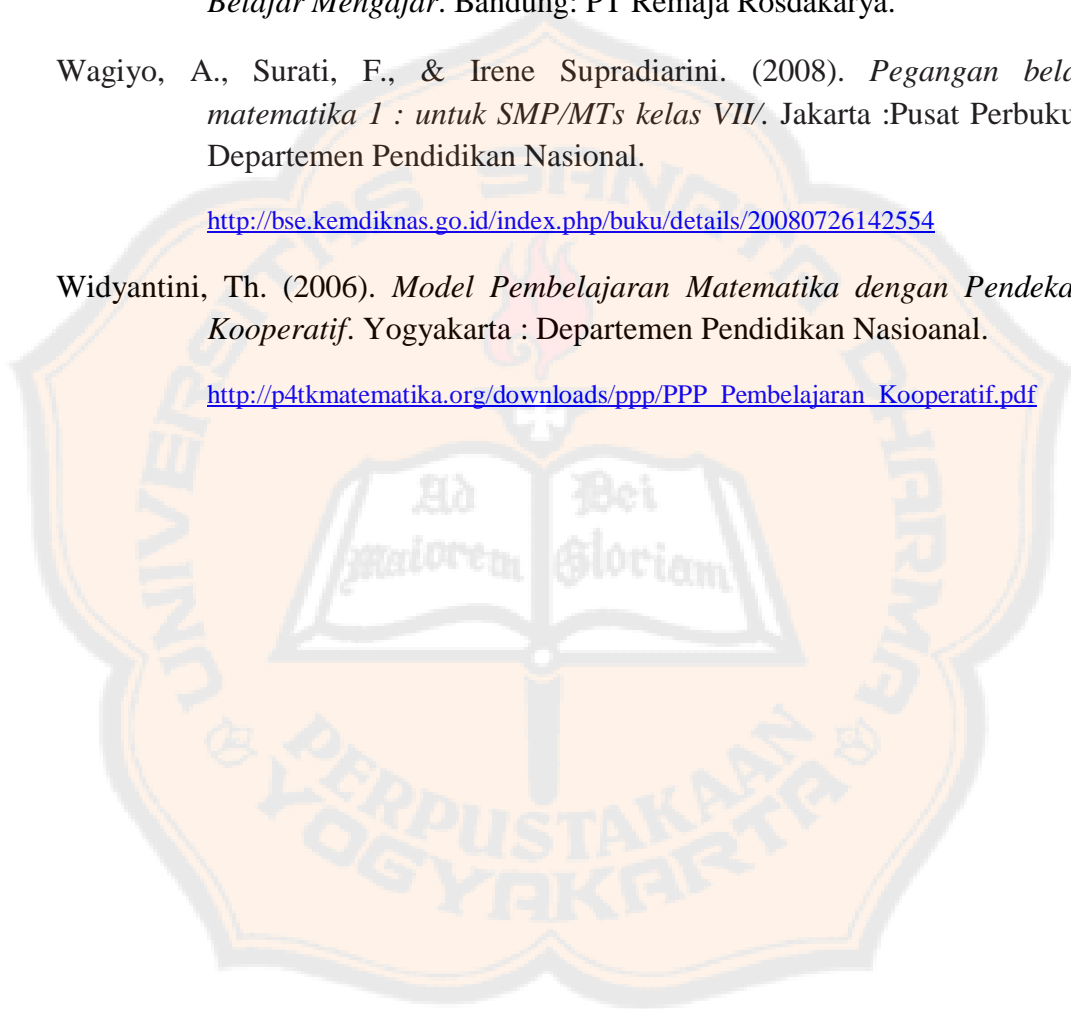 Belajar Mengajar. Bandung: PT Remaja Rosdakarya.
Wagiyo, A., Surati, F., & Irene Supradiarini. (2008). Pegangan bela
matematika 1 : untuk SMP/MTs kelas VII/. Jakarta :Pusat Perbuku
Departemen Pendidikan Nasional.
http://bse.kemdiknas.go.id/index.php/buku/details/20080726142554
Widyantini, Th. (2006). Model Pembelajaran Matematika dengan Pendeka
Kooperatif. Yogyakarta : Departemen Pendidikan Nasioanal.
http://p4tkmatematika.org/downloads/ppp/PPP_Pembelajaran_Kooperatif.pdf
UNIVERSITAS SANATA DHARMA
Ad Dei
Maiorem Gloriam
PERPUSTAKAAN
YOGYAKARTA